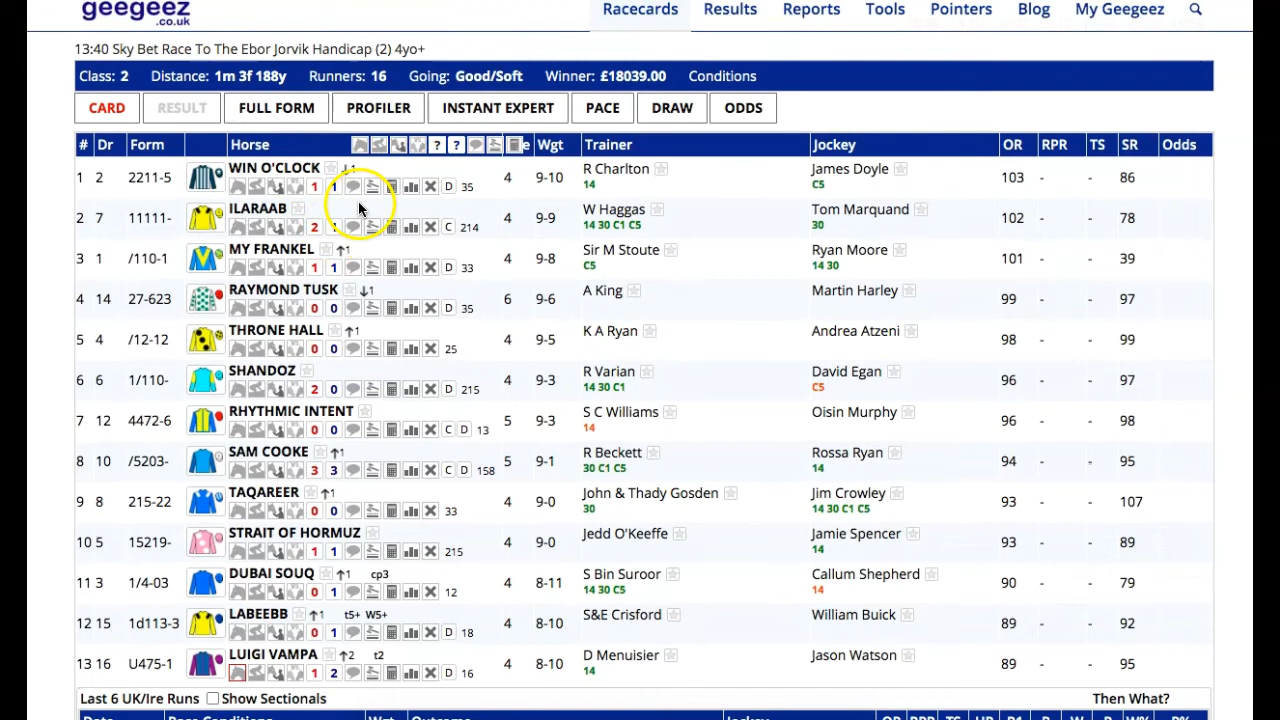 geegeez
.co.uk
Racecards Results Reports Tools Pointers Blog My Geegeez
13:40 Sky Bet Race To The Ebor Jorvik Handicap (2) 4yo+
Class: 2 Distance: 1m 3f 188y Runners: 16 Going: Good/Soft Winner: £18039.00 Conditions
CARD RESULT FULL FORM PROFILER INSTANT EXPERT PACE DRAW ODDS
# Dr Form Horse ? ? e Wgt Trainer Jockey OR RPR TS SR Odds
1 2 2211-5 WIN O'CLOCK ↓1 4 9-10 R Charlton James Doyle 103 - - 86
1 1 D 35 14 C5
2 7 11111- ILARAAB 4 9-9 W Haggas Tom Marquand 102 - - 78
2 1 C 214 14 30 C1 C5 30
3 1 /110-1 MY FRANKEL ↑1 4 9-8 Sir M Stoute Ryan Moore 101 - - 39
1 1 D 33 C5 14 30
4 14 27-623 RAYMOND TUSK ↓1 6 9-6 A King Martin Harley 99 - - 97
0 0 D 35
5 4 /12-12 THRONE HALL ↑1 4 9-5 K A Ryan Andrea Atzeni 98 - - 99
0 0 25
6 6 1/110- SHANDOZ 4 9-3 R Varian David Egan 96 - - 97
2 0 D 215 14 30 C1 C5
7 12 4472-6 RHYTHMIC INTENT 5 9-3 S C Williams Oisin Murphy 96 - - 98
0 0 C D 13 14
8 10 /5203- SAM COOKE ↑1 5 9-1 R Beckett Rossa Ryan 94 - - 95
3 3 C D 158 30 C1 C5 14
9 8 215-22 TAQAREER ↑1 4 9-0 John & Thady Gosden Jim Crowley 93 - - 107
0 0 33 30 14 30 C1 C5
10 5 15219- STRAIT OF HORMUZ 4 9-0 Jedd O'Keeffe Jamie Spencer 93 - - 89
1 1 215 14
11 3 1/4-03 DUBAI SOUQ ↑1 cp3 4 8-11 S Bin Suroor Callum Shepherd 90 - - 79
0 1 12 14 30 C5 14
12 15 1d113-3 LABEEBB ↑1 t5+ W5+ 4 8-10 S&E Crisford William Buick 89 - - 92
0 1 D 18
13 16 U475-1 LUIGI VAMPA ↑2 t2 4 8-10 D Menuisier Jason Watson 89 - - 95
1 2 D 16 14
Last 6 UK/Ire Runs Show Sectionals Then What?